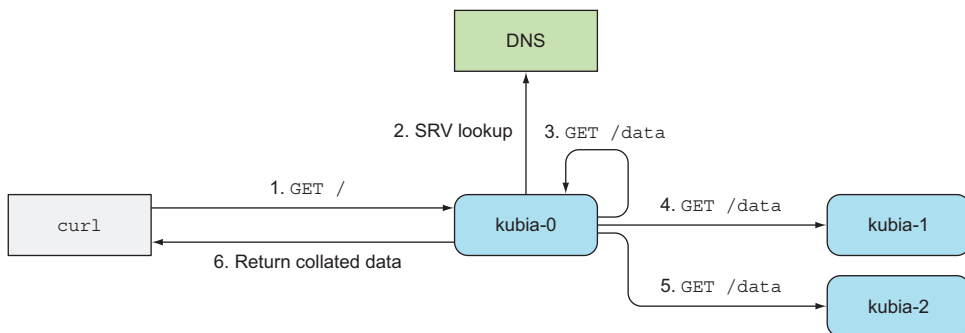 DNS
2. SRV lookup
3. GET /data
1. GET /
4. GET /data
curl
kubia-0
kubia-1
6. Return collated data
5. GET /data
kubia-2